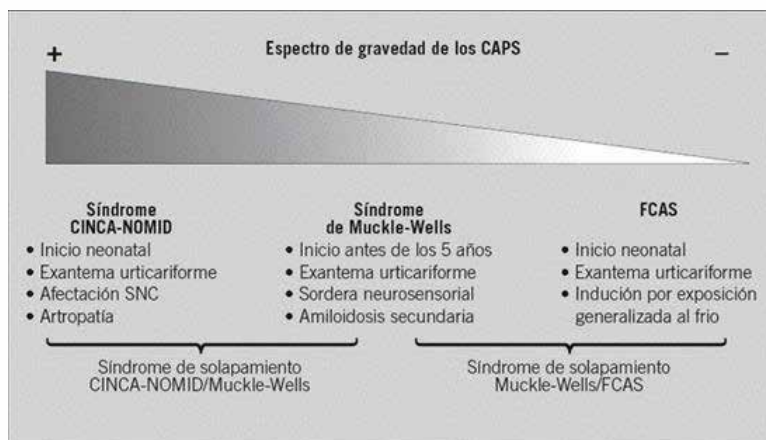 Espectro de gravedad de los CAPS
+
–
Síndrome
CINCA-NOMID
• Inicio neonatal
• Exantema urticariforme
• Afectación SNC
• Artropatía
Síndrome
de Muckle-Wells
• Inicio antes de los 5 años
• Exantema urticariforme
• Sordera neurosensorial
• Amiloidosis secundaria
FCAS
• Inicio neonatal
• Exantema urticariforme
• Indución por exposición
generalizada al frio
Síndrome de solapamiento
CINCA-NOMID/Muckle-Wells
Síndrome de solapamiento
Muckle-Wells/FCAS